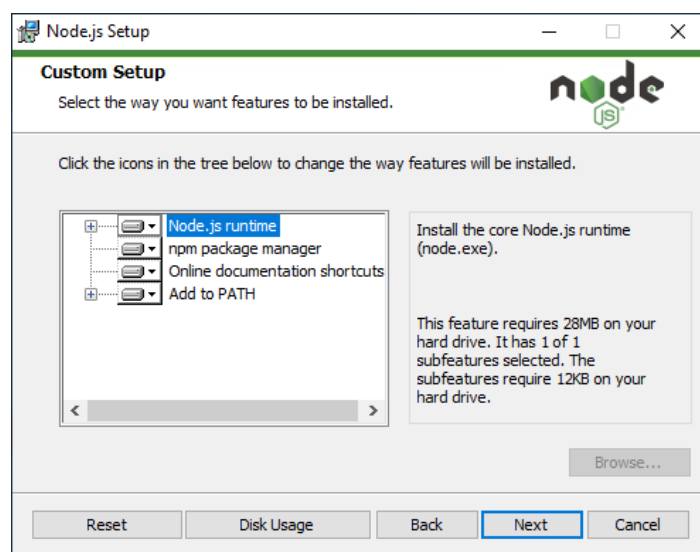 Node.js Setup
Custom Setup
Select the way you want features to be installed.
node
JS
Click the icons in the tree below to change the way features will be installed.
Node.js runtime
npm package manager
Online documentation shortcuts
Add to PATH
Install the core Node.js runtime
(node.exe).
This feature requires 28MB on your
hard drive. It has 1 of 1
subfeatures selected. The
subfeatures require 12KB on your
hard drive.
Browse...
Reset
Disk Usage
Back
Next
Cancel